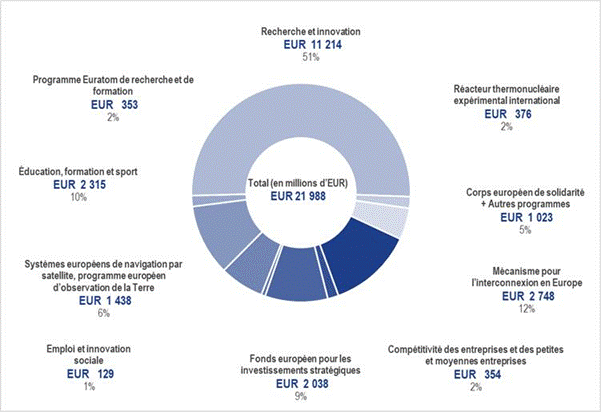 Recherche et innovation
EUR 11 214
51%
Programme Euratom de recherche et de
formation
EUR 353
2%
Réacteur thermonucléaire
expérimental international
EUR 376
2%
Éducation, formation et sport
EUR 2 315
10%
Total (en millions d'EUR)
EUR 21 988
Corps européen de solidarité
+ Autres programmes
EUR 1 023
5%
Systèmes européens de navigation par
satellite, programme européen
d'observation de la Terre
EUR 1 438
6%
Mécanisme pour
l'interconnexion en Europe
EUR 2 748
12%
Emploi et innovation
sociale
EUR 129
1%
Fonds européen pour les
investissements stratégiques
EUR 2 038
9%
Compétitivité des entreprises et des petites
et moyennes entreprises
EUR 354
2%